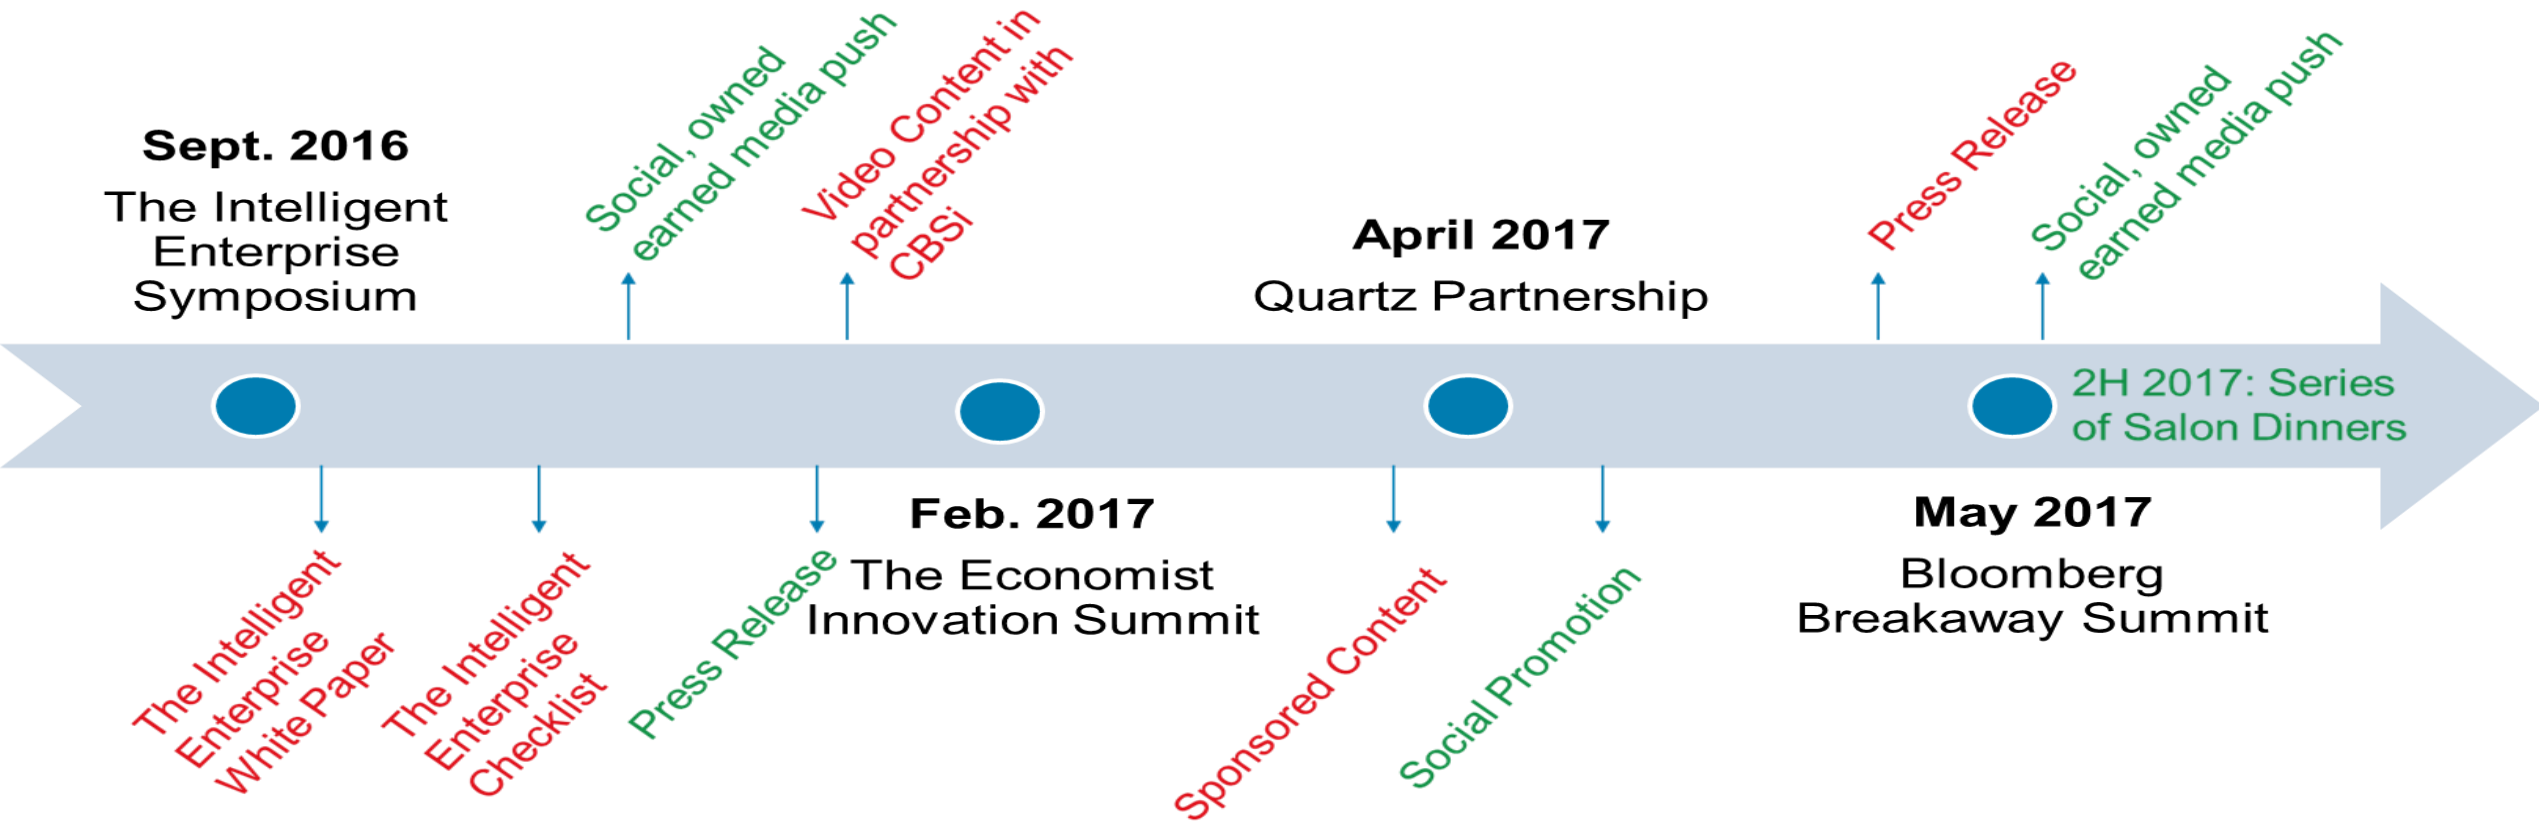 Sept. 2016
The Intelligent
Enterprise
Symposium
Social, owned
earned media push
Video Content in
partnership with
CBSi
April 2017
Quartz Partnership
Press Release
Social, owned
earned media push
2H 2017: Series
of Salon Dinners
The Intelligent
Enterprise
White Paper
The Intelligent
Enterprise
Checklist
Press Release
Feb. 2017
The Economist
Innovation Summit
Sponsored Content
Social Promotion
May 2017
Bloomberg
Breakaway Summit